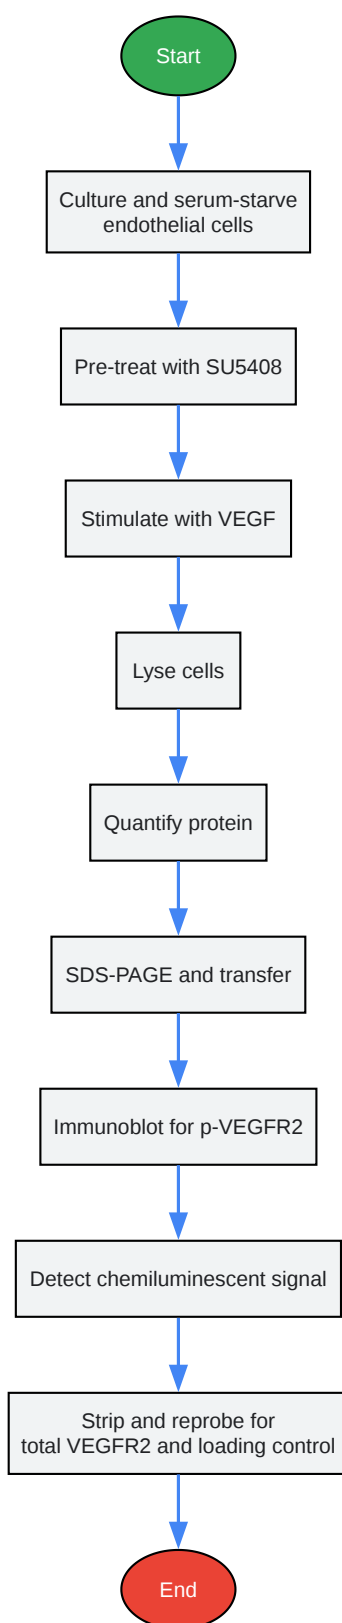 Start
Culture and serum-starve
endothelial cells
Pre-treat with SU5408
Stimulate with VEGF
Lyse cells
Quantify protein
SDS-PAGE and transfer
Immunoblot for p-VEGFR2
Detect chemiluminescent signal
Strip and reprobe for
total VEGFR2 and loading control
End